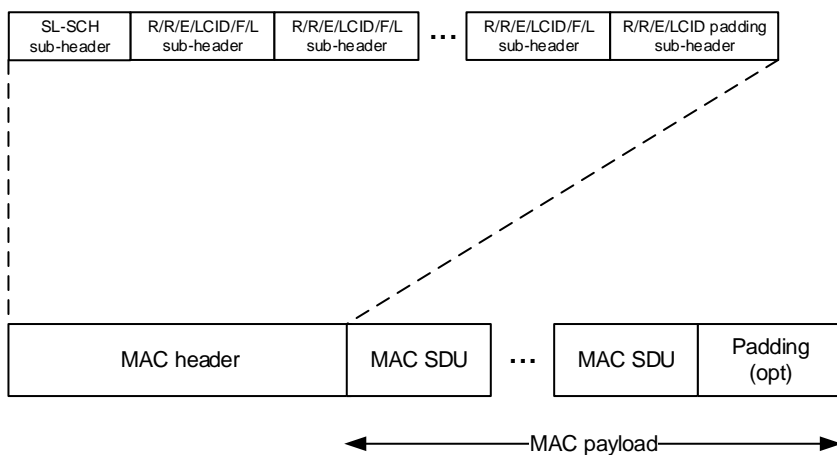 SL-SCH
sub-header
R/R/E/LCID/F/L
sub-header
R/R/E/LCID/F/L
sub-header
...
R/R/E/LCID/F/L
sub-header
R/R/E/LCID padding
sub-header
MAC header
MAC SDU
...
MAC SDU
Padding
(opt)
MAC payload